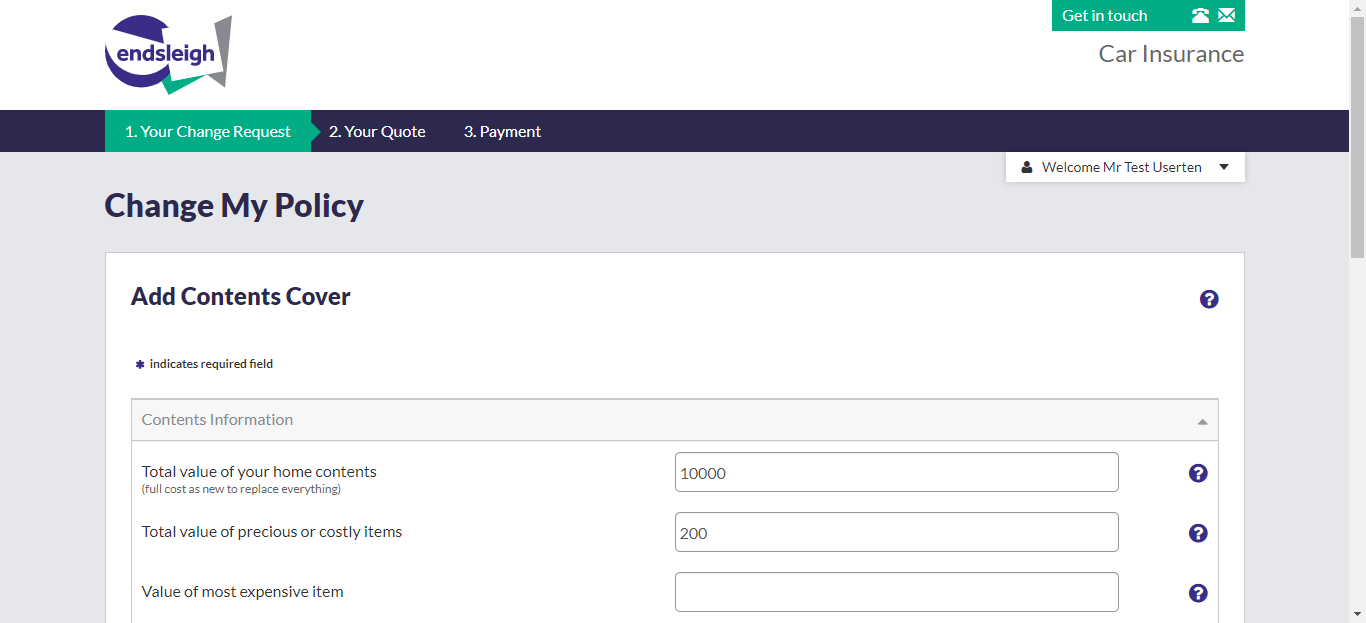 endsleigh
Get in touch
Car Insurance
1. Your Change Request 2. Your Quote 3. Payment
Welcome Mr Test Userten
Change My Policy
Add Contents Cover
?
* indicates required field
Contents Information
Total value of your home contents 10000 ?
(full cost as new to replace everything)
Total value of precious or costly items 200 ?
Value of most expensive item ?